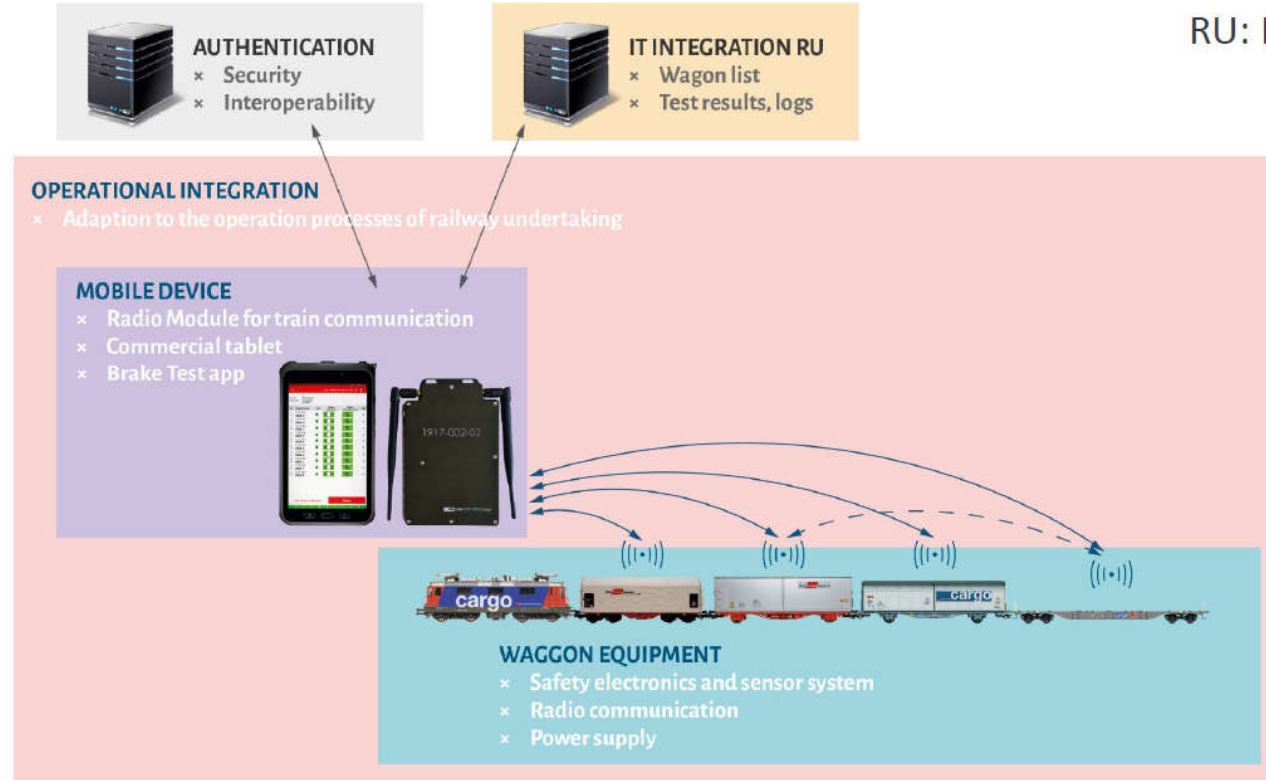 AUTHENTICATION
× Security
× Interoperability
IT INTEGRATION RU
× Wagon list
× Test results, logs
RU:
OPERATIONAL INTEGRATION
× Adaption to the operation processes of railway undertaking
MOBILE DEVICE
× Radio Module for train communication
× Commercial tablet
× Brake Test app
1917-002-02
cargo
cargo
WAGGON EQUIPMENT
× Safety electronics and sensor system
× Radio communication
× Power supply